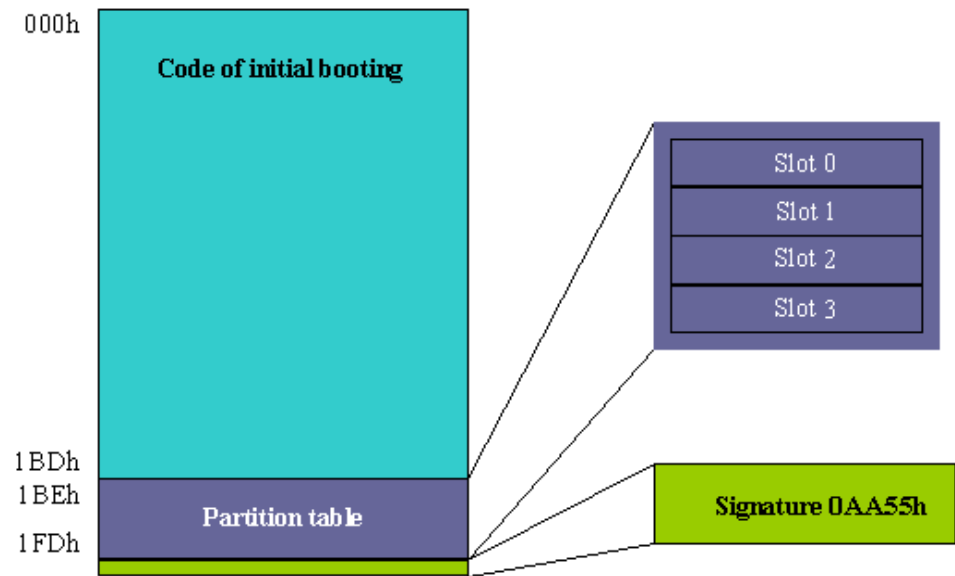 000h
Code of initial booting
Slot 0
Slot 1
Slot 2
Slot 3
1BDh
1BEh
Partition table
1FDh
Signature 0AA55h